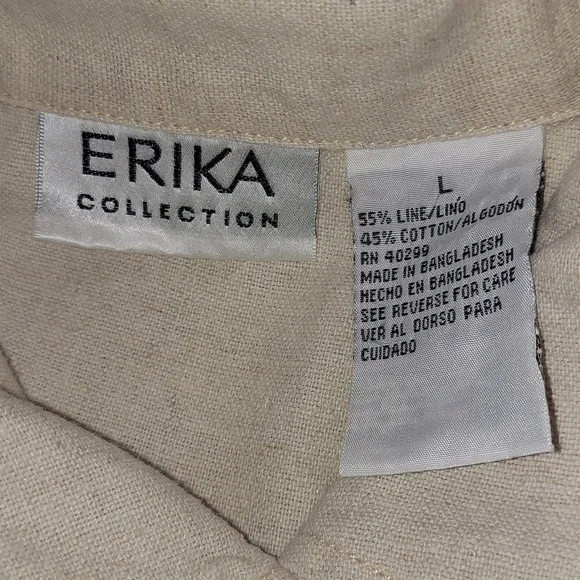 ERIKA
COLLECTION
L
55% LINE/LINO
45% COTTON/ALGODÓN
RN 40299
MADE IN BANGLADESH
HECHO EN BANGLADESH
SEE REVERSE FOR CARE
VER AL DORSO PARA
CUIDADO